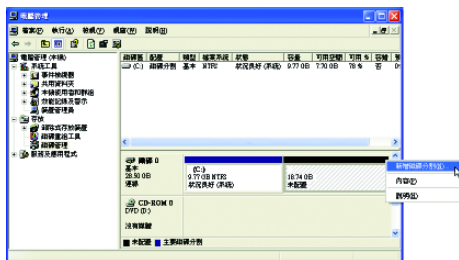 電腦管理
檔案(F) 執行(A) 檢視(V) 視窗(W) 說明(H)
電腦管理 (本機)
系統工具
事件檢視器
共用資料夾
本機使用者和群組
效能記錄及警示
裝置管理員
存放
卸除式存放裝置
磁碟重組工具
磁碟管理
服務及應用程式
磁碟區 配置 類型 檔案系統 狀態 容量 可用空間 可用 %
(C:) 磁碟分割 基本 NTFS 狀況良好 (系統) 9.77 GB 7.70 GB 78 % 否
磁碟 0
基本
28.50 GB
連線
(C:)
9.77 GB NTFS
狀況良好 (系統)
18.74 GB
未配置
CD-ROM 0
DVD (D:)
沒有媒體
未配置 主要磁碟分割
新增磁碟分割(N)
內容(P)
說明(H)